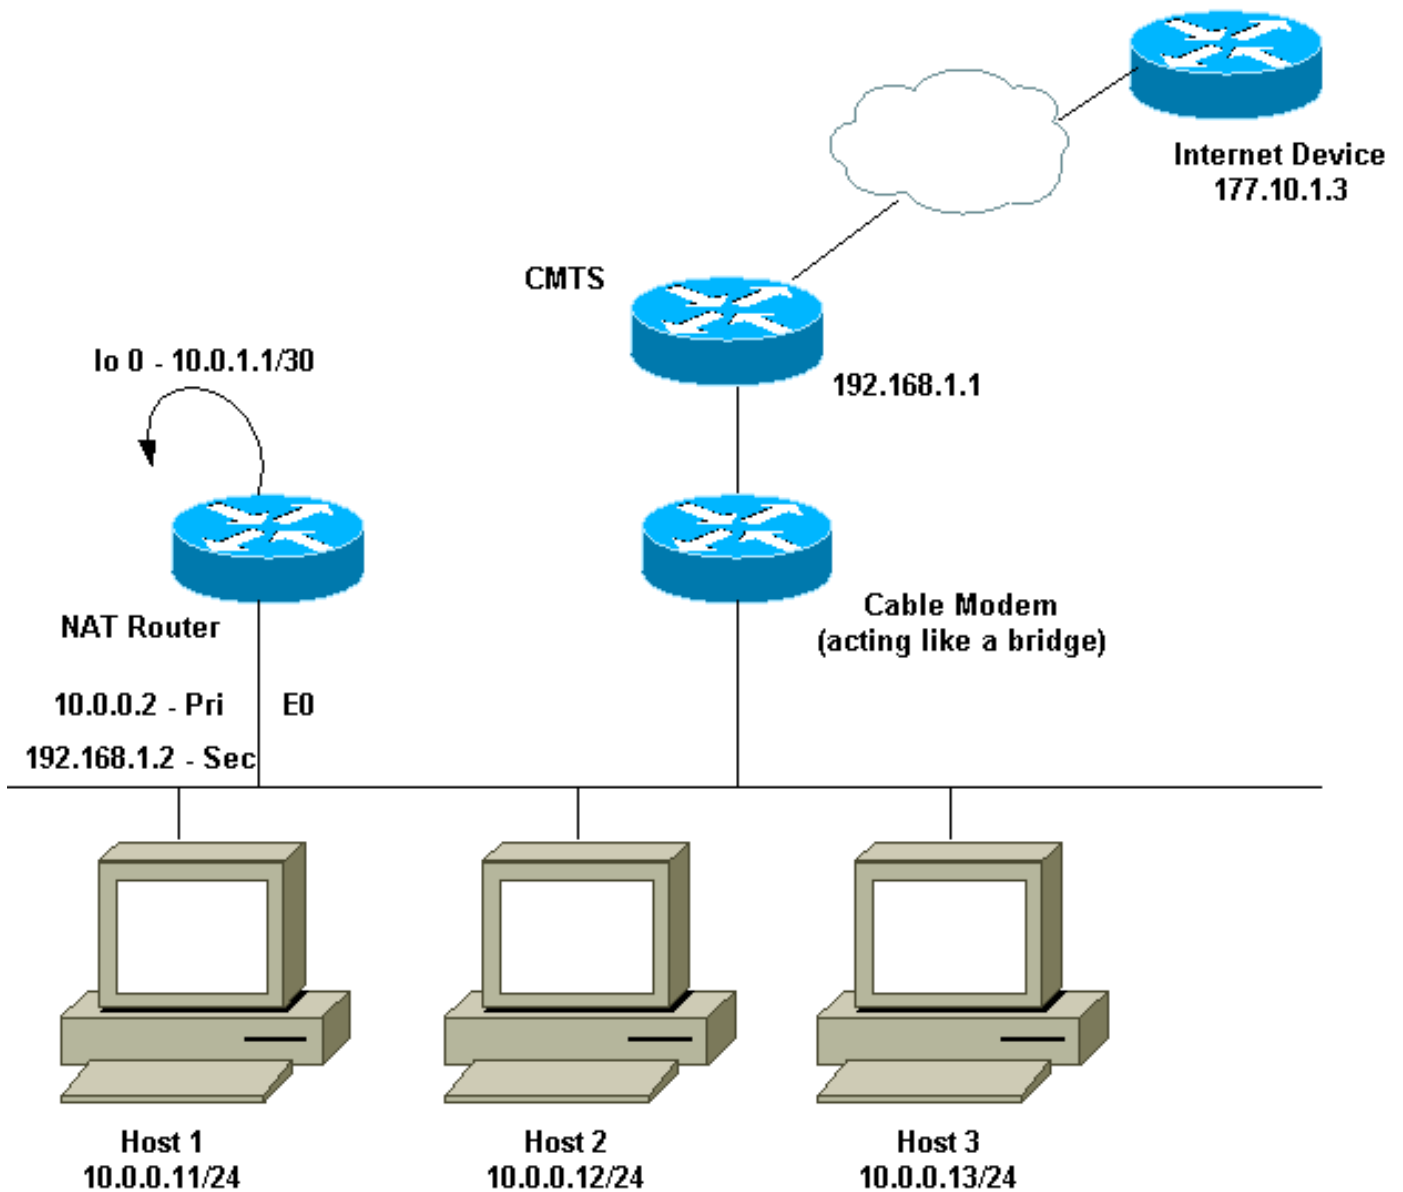 Internet Device
177.10.1.3
CMTS
192.168.1.1
lo 0 - 10.0.1.1/30
NAT Router
Cable Modem
(acting like a bridge)
10.0.0.2 - Pri
E0
192.168.1.2 - Sec
Host 1
10.0.0.11/24
Host 2
10.0.0.12/24
Host 3
10.0.0.13/24